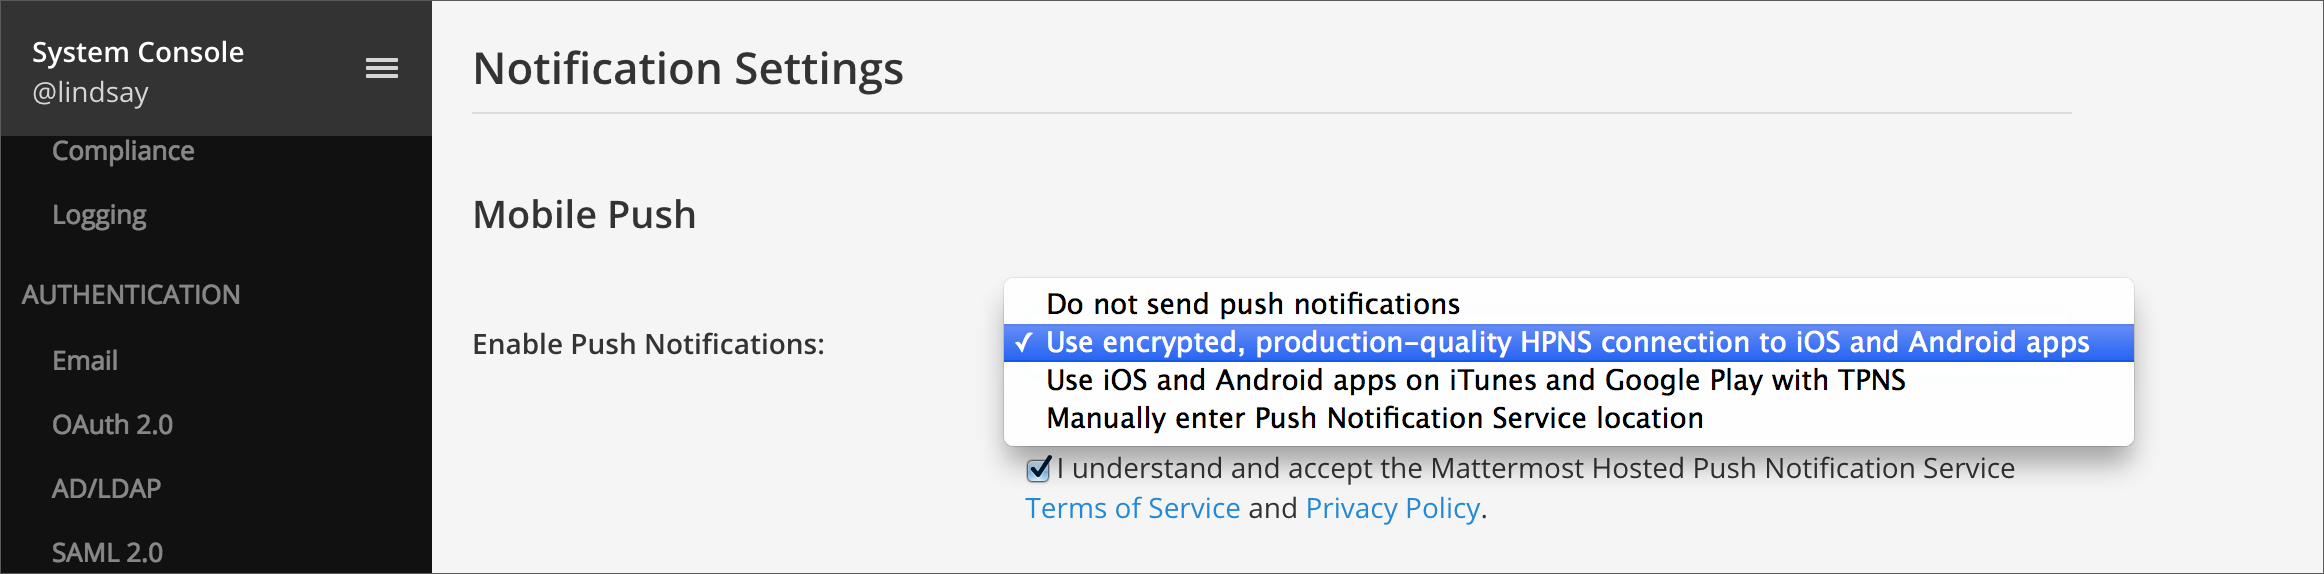 System Console
@lindsay
Compliance
Logging
AUTHENTICATION
Email
OAuth 2.0
AD/LDAP
SAML 2.0
Notification Settings
Mobile Push
Enable Push Notifications:
Do not send push notifications
✓ Use encrypted, production-quality HPNS connection to iOS and Android apps
Use iOS and Android apps on iTunes and Google Play with TPNS
Manually enter Push Notification Service location
I understand and accept the Mattermost Hosted Push Notification Service
Terms of Service and Privacy Policy.